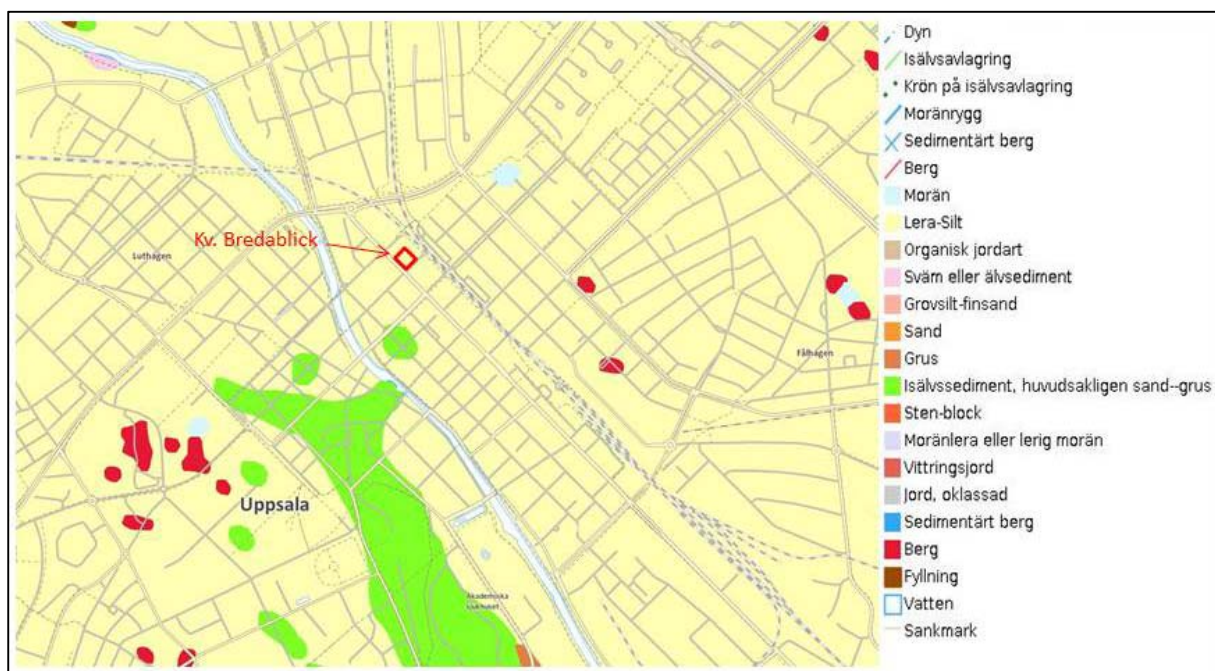 Kv. Bredablick
Luthagen
Fålhagen
Uppsala
Akademiska
sjukhuset
Dyn
Isälvsavlagring
Krön på isälvsavlagring
Moränrygg
Sedimentärt berg
Berg
Morän
Lera-Silt
Organisk jordart
Sväm eller älvsediment
Grovsilt-finsand
Sand
Grus
Isälvssediment, huvudsakligen sand--grus
Sten-block
Moränlera eller lerig morän
Vittringsjord
Jord, oklassad
Sedimentärt berg
Berg
Fyllning
Vatten
Sankmark